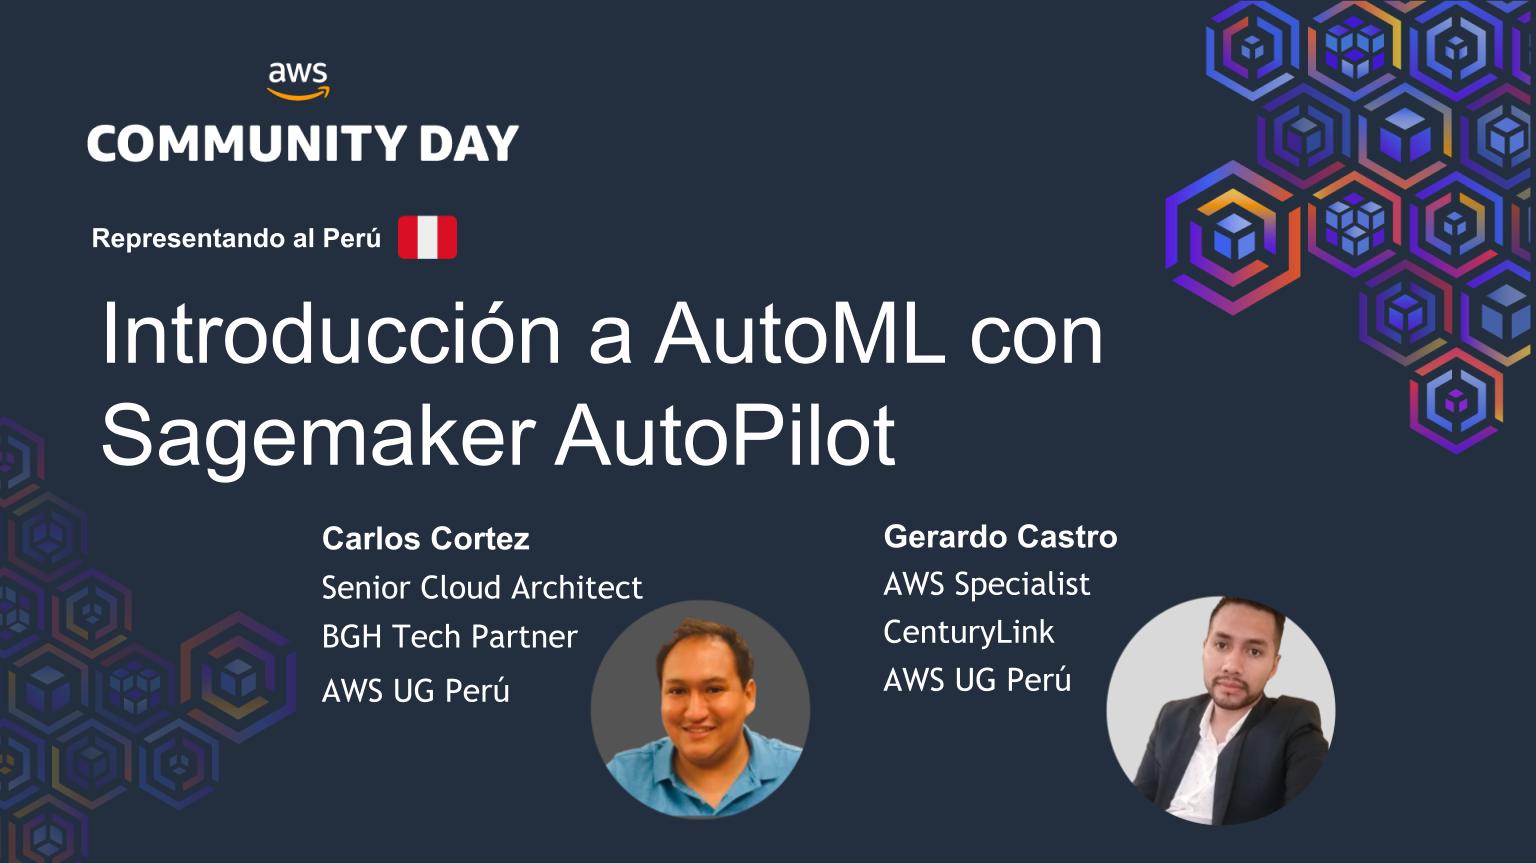 aws
COMMUNITY DAY
Representando al Perú
Introducción a AutoML con
Sagemaker AutoPilot
Carlos Cortez
Senior Cloud Architect
BGH Tech Partner
AWS UG Perú
Gerardo Castro
AWS Specialist
CenturyLink
AWS UG Perú